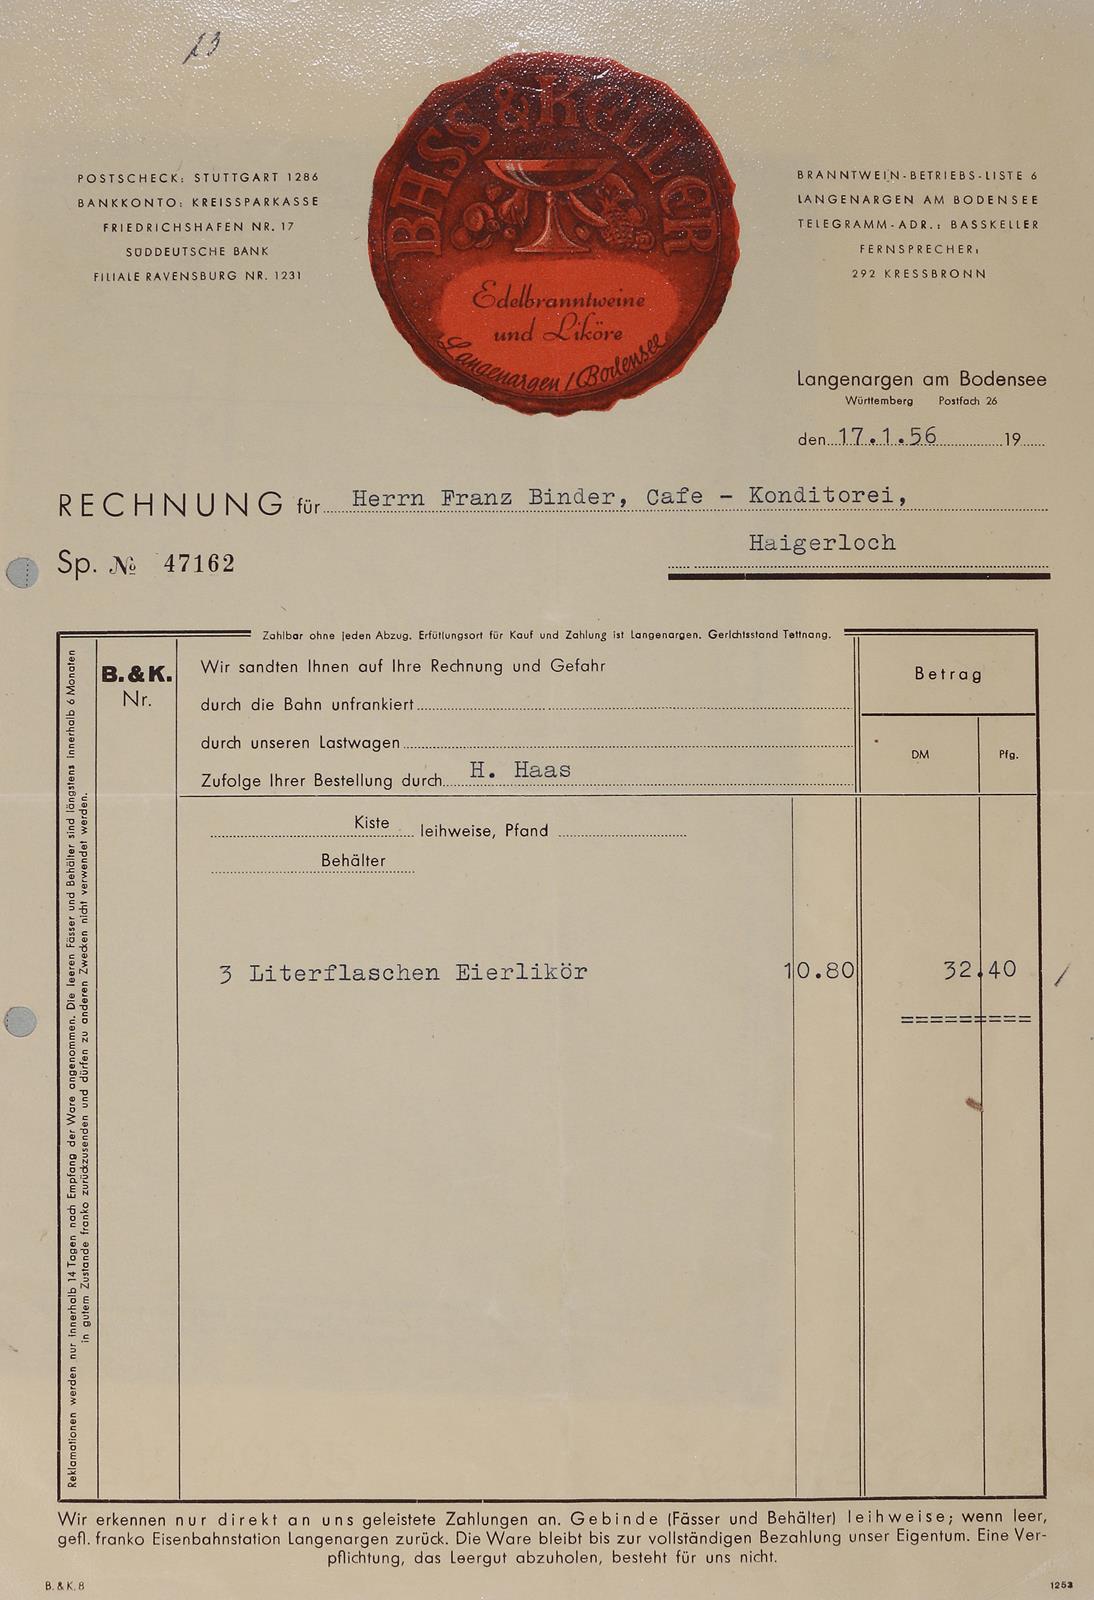 13
BASS & KELLER
Edelbranntweine
und Liköre
Langenargen / Bodensee
POSTSCHECK: STUTTGART 1286
BANKKONTO: KREISSPARKASSE
FRIEDRICHSHAFEN NR. 17
SÜDDEUTSCHE BANK
FILIALE RAVENSBURG NR. 1231
BRANNTWEIN-BETRIEBS-LISTE 6
LANGENARGEN AM BODENSEE
TELEGRAMM-ADR.: BASSKELLER
FERNSPRECHER:
292 KRESSBRONN
Langenargen am Bodensee
Württemberg Postfach 26
den 17.1.56 19
RECHNUNG für Herrn Franz Binder, Cafe - Konditorei,
Haigerloch
Sp. № 47162
Zahlbar ohne jeden Abzug. Erfüllungsort für Kauf und Zahlung ist Langenargen. Gerichtsstand Tettnang.
Reklamationen werden nur innerhalb 14 Tagen nach Empfang der Ware angenommen. Die leeren Fässer und Behälter sind längstens innerhalb 6 Monaten
in gutem Zustande franko zurückzusenden und dürfen zu anderen Zwecken nicht verwendet werden.
B. & K.
Nr.
Wir sandten Ihnen auf Ihre Rechnung und Gefahr
durch die Bahn unfrankiert
durch unseren Lastwagen
Zufolge Ihrer Bestellung durch H. Haas
Betrag
DM Pfg.
Kiste leihweise, Pfand
Behälter
3 Literflaschen Eierlikör 10.80 32.40
=========
Wir erkennen nur direkt an uns geleistete Zahlungen an. Gebinde (Fässer und Behälter) leihweise; wenn leer,
gefl. franko Eisenbahnstation Langenargen zurück. Die Ware bleibt bis zur vollständigen Bezahlung unser Eigentum. Eine Ver-
pflichtung, das Leergut abzuholen, besteht für uns nicht.
B. & K. 8 1253